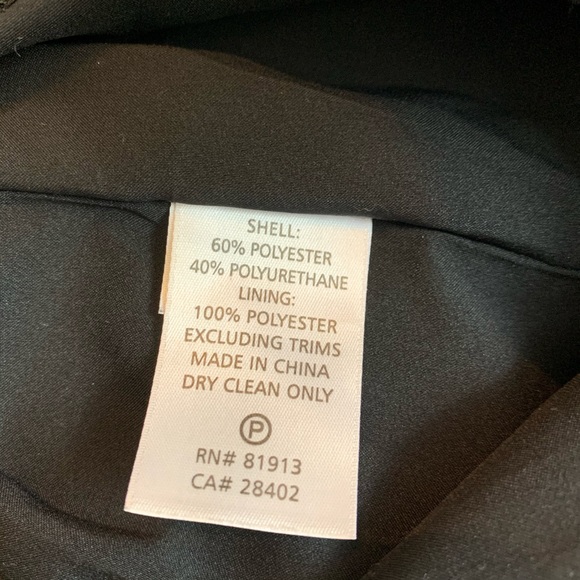 SHELL:
60% POLYESTER
40% POLYURETHANE
LINING:
100% POLYESTER
EXCLUDING TRIMS
MADE IN CHINA
DRY CLEAN ONLY
P
RN# 81913
CA# 28402